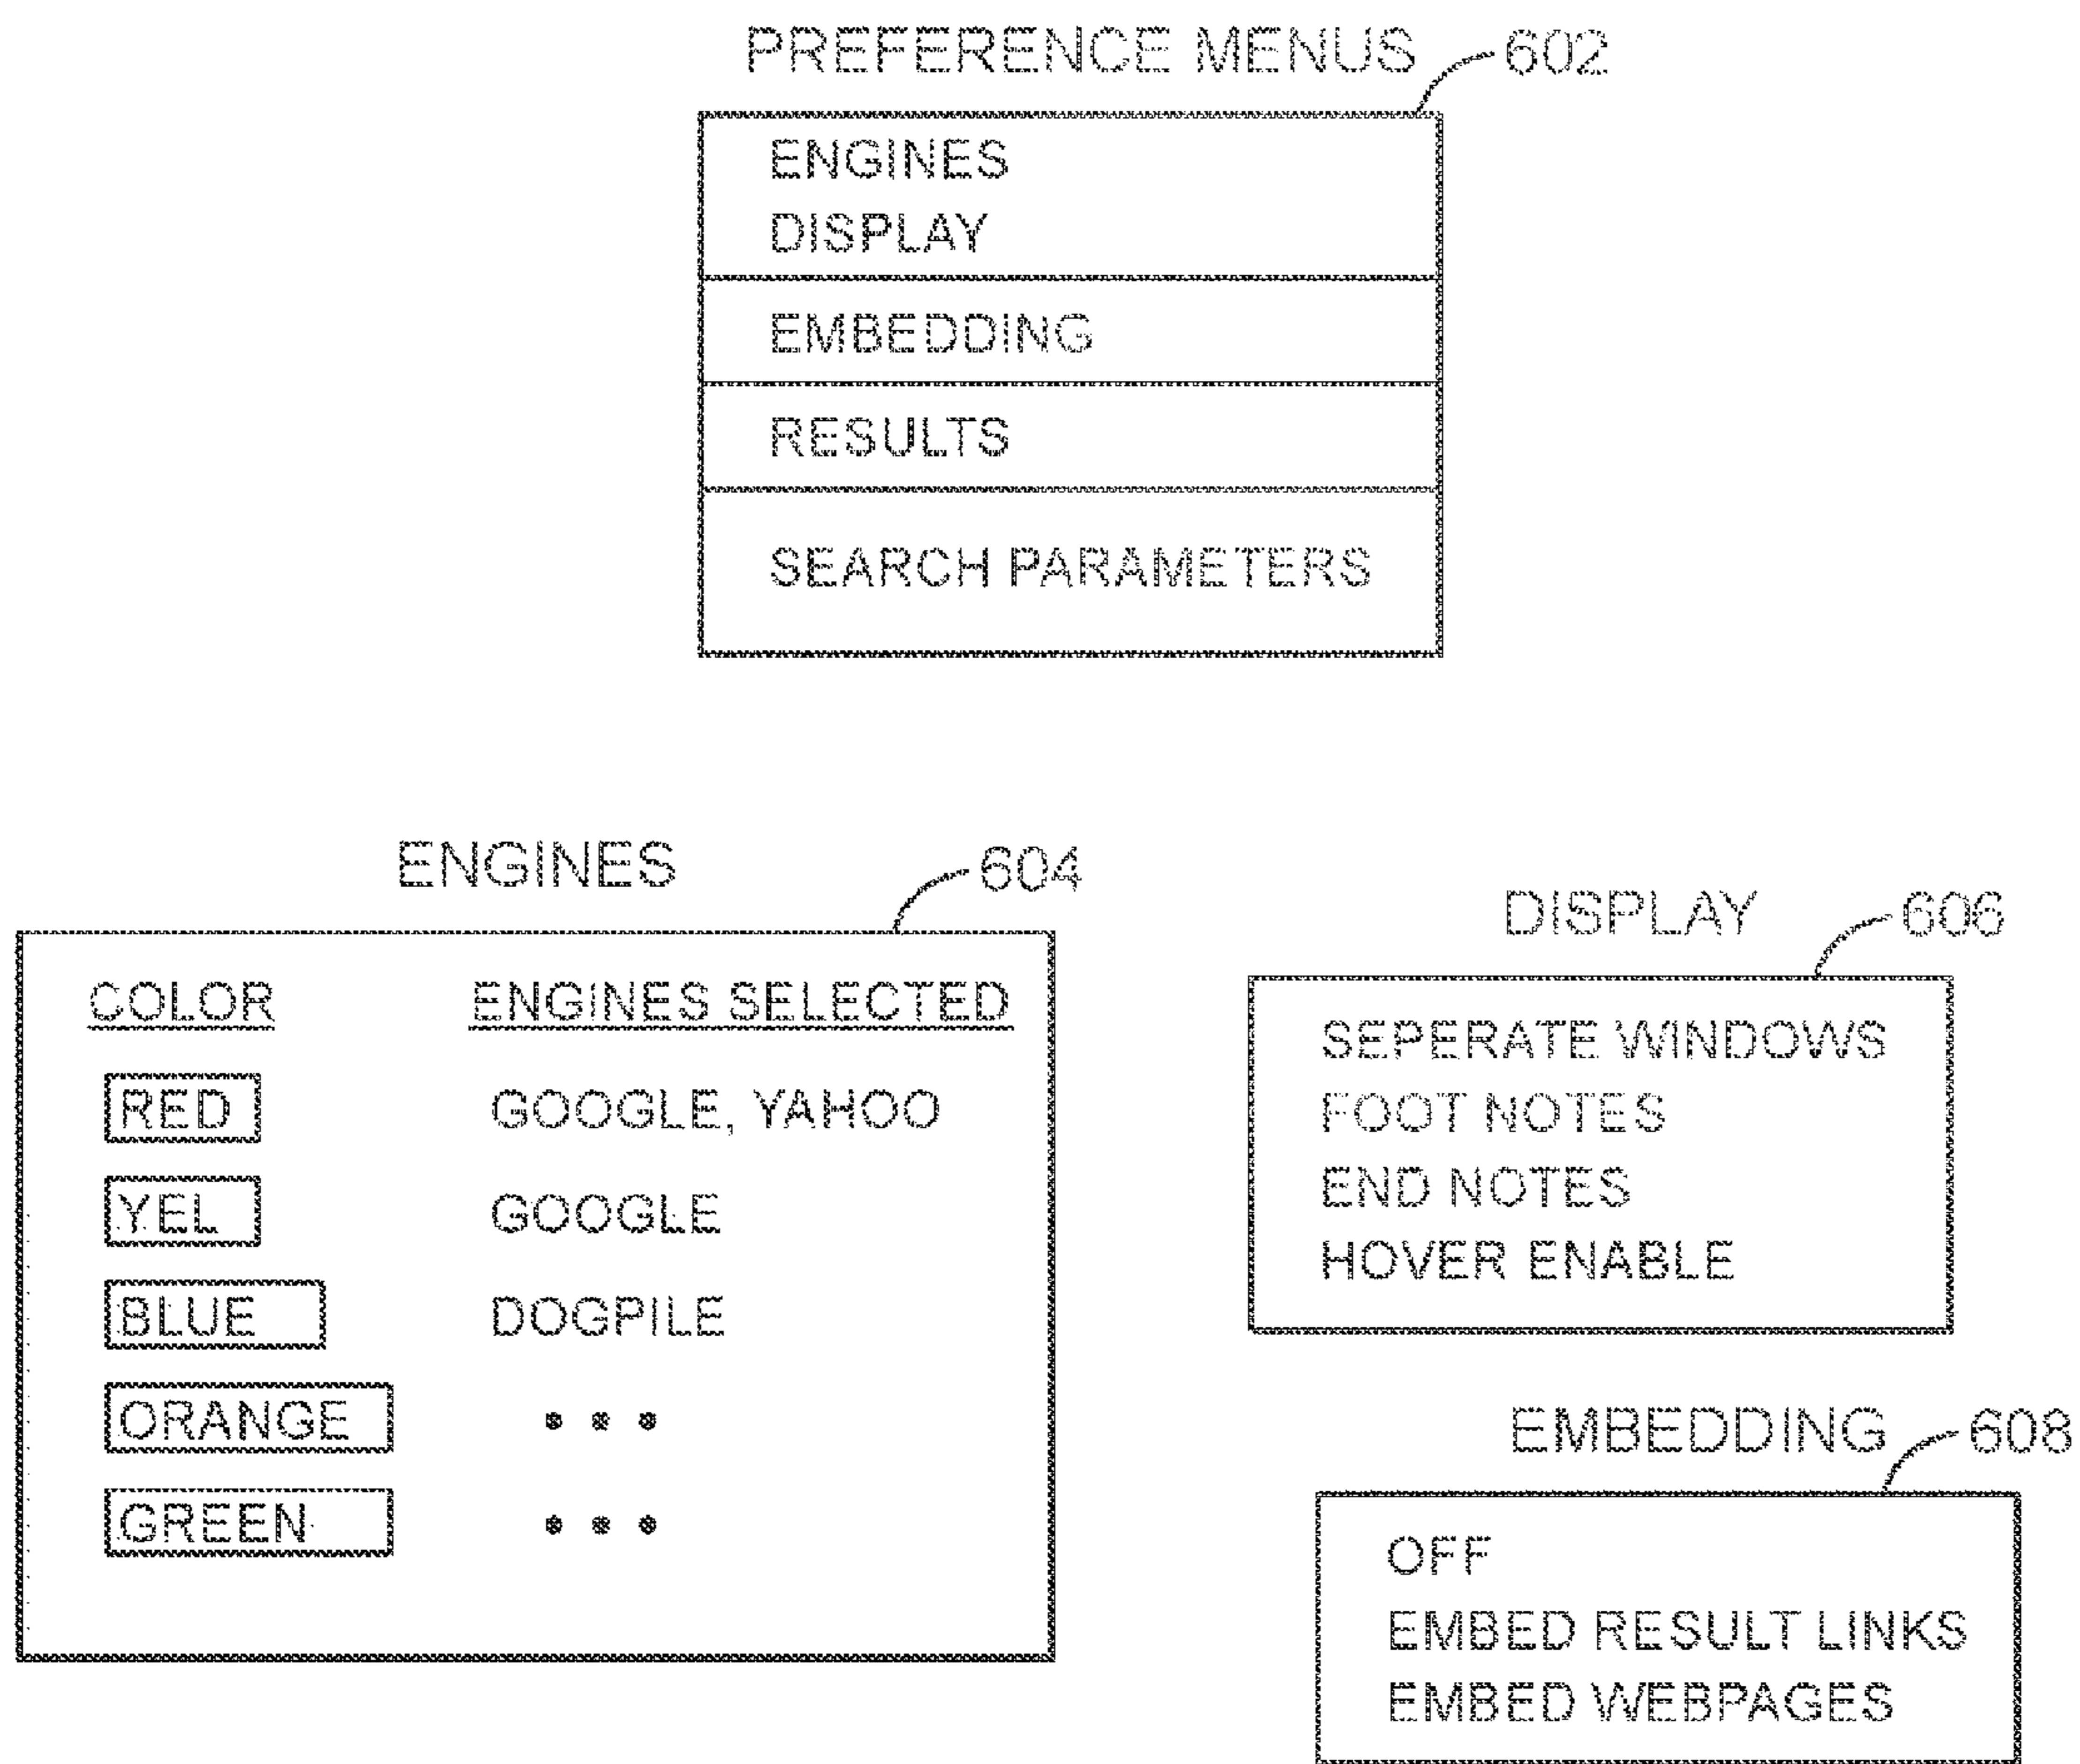 PREFERENCE MENUS 602
ENGINES
DISPLAY
EMBEDDING
RESULTS
SEARCH PARAMETERS
ENGINES 604
COLOR ENGINES SELECTED
RED GOOGLE, YAHOO
YEL GOOGLE
BLUE DOGPILE
ORANGE • • •
GREEN • • •
DISPLAY 606
SEPERATE WINDOWS
FOOT NOTES
END NOTES
HOVER ENABLE
EMBEDDING 608
OFF
EMBED RESULT LINKS
EMBED WEBPAGES